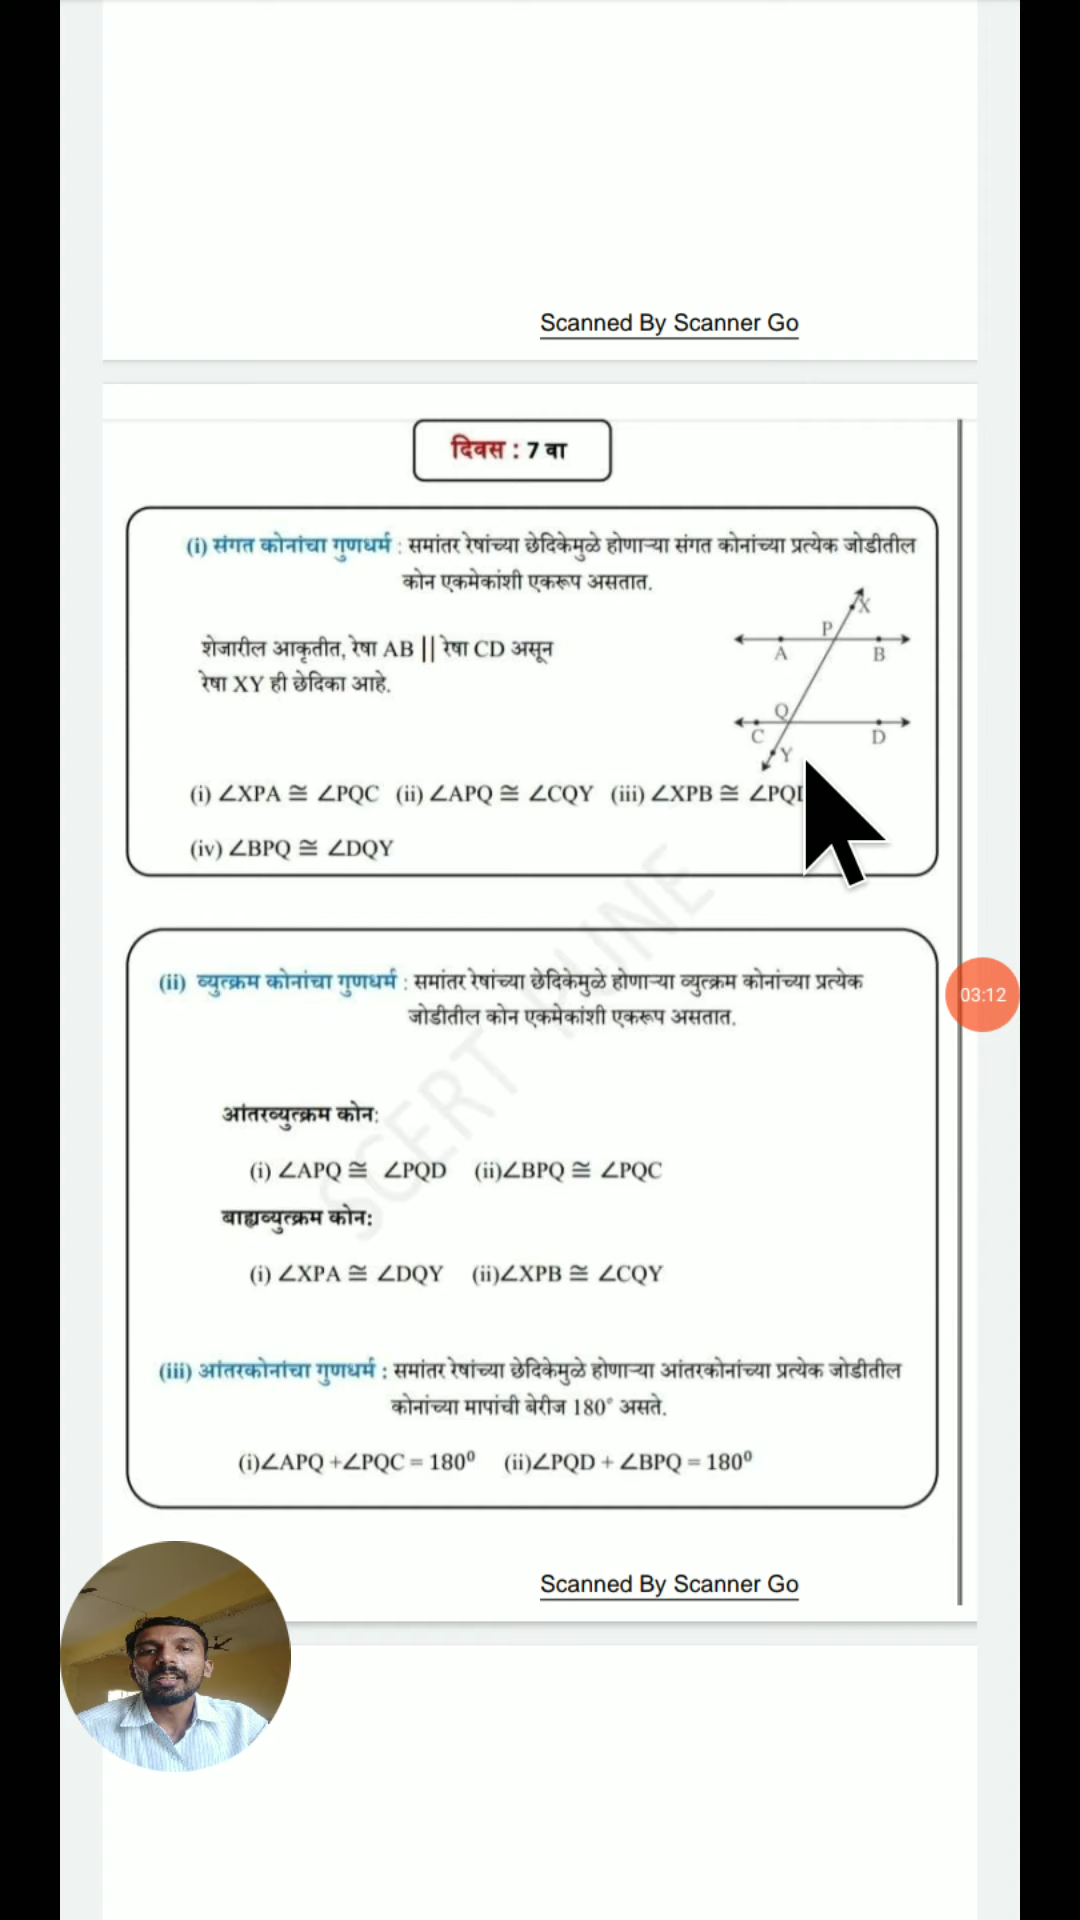 Scanned By Scanner Go
दिवस : 7 वा
(i) संगत कोनांचा गुणधर्म : समांतर रेषांच्या छेदिकेमुळे होणाऱ्या संगत कोनांच्या प्रत्येक जोडीतील
कोन एकमेकांशी एकरूप असतात.
शेजारील आकृतीत, रेषा AB || रेषा CD असून
रेषा XY ही छेदिका आहे.
X
P
A B
Q
C D
Y
(i) ∠XPA ≅ ∠PQC (ii) ∠APQ ≅ ∠CQY (iii) ∠XPB ≅
(iv) ∠BPQ ≅ ∠DQY
(ii) व्युत्क्रम कोनांचा गुणधर्म : समांतर रेषांच्या छेदिकेमुळे होणाऱ्या व्युत्क्रम कोनांच्या प्रत्येक
जोडीतील कोन एकमेकांशी एकरूप असतात.
03:12
आंतरव्युत्क्रम कोन:
(i) ∠APQ ≅ ∠PQD (ii)∠BPQ ≅ ∠PQC
बाह्यव्युत्क्रम कोन:
(i) ∠XPA ≅ ∠DQY (ii)∠XPB ≅ ∠CQY
(iii) आंतरकोनांचा गुणधर्म : समांतर रेषांच्या छेदिकेमुळे होणाऱ्या आंतरकोनांच्या प्रत्येक जोडीतील
कोनांच्या मापांची बेरीज 180° असते.
(i)∠APQ +∠PQC = 180⁰ (ii)∠PQD + ∠BPQ = 180⁰
SCERT PUNE
Scanned By Scanner Go